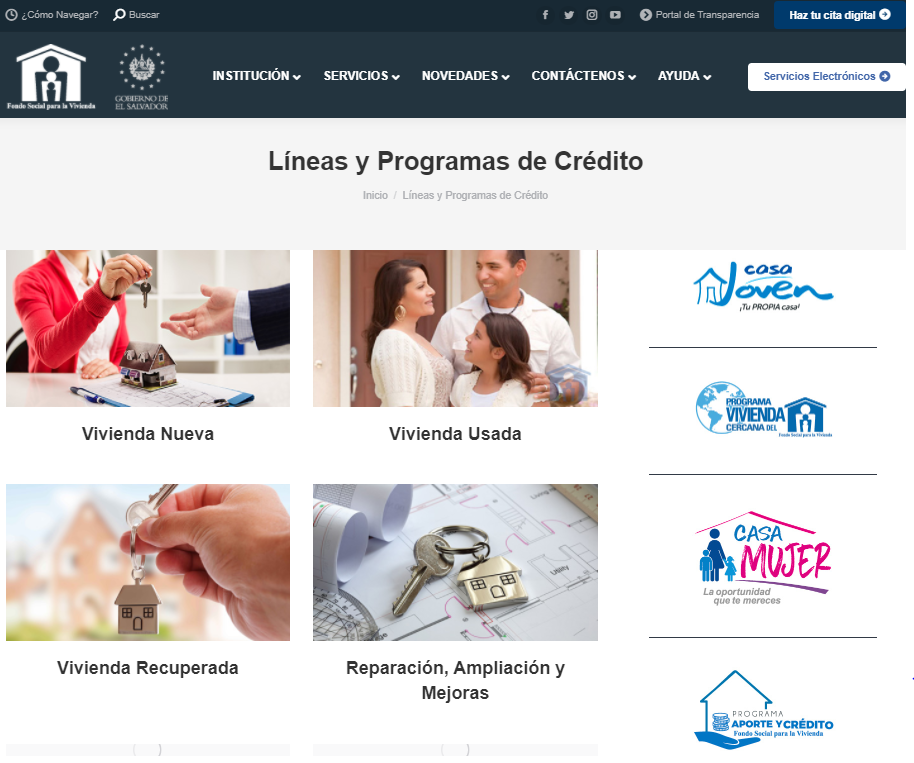 ¿Cómo Navegar?
Buscar
Portal de Transparencia
Haz tu cita digital
Fondo Social para la Vivienda
GOBIERNO DE
EL SALVADOR
INSTITUCIÓN
SERVICIOS
NOVEDADES
CONTÁCTENOS
AYUDA
Servicios Electrónicos
Líneas y Programas de Crédito
Inicio / Líneas y Programas de Crédito
Vivienda Nueva
Vivienda Usada
Living
Utility
Vivienda Recuperada
Reparación, Ampliación y
Mejoras
casa
Joven
¡Tu PROPIA casa!
PROGRAMA
VIVIENDA
CERCANA DEL
Fondo Social para la Vivienda
CASA
MUJER
La oportunidad
que te mereces
PROGRAMA
APORTE Y CRÉDITO
Fondo Social para la Vivienda